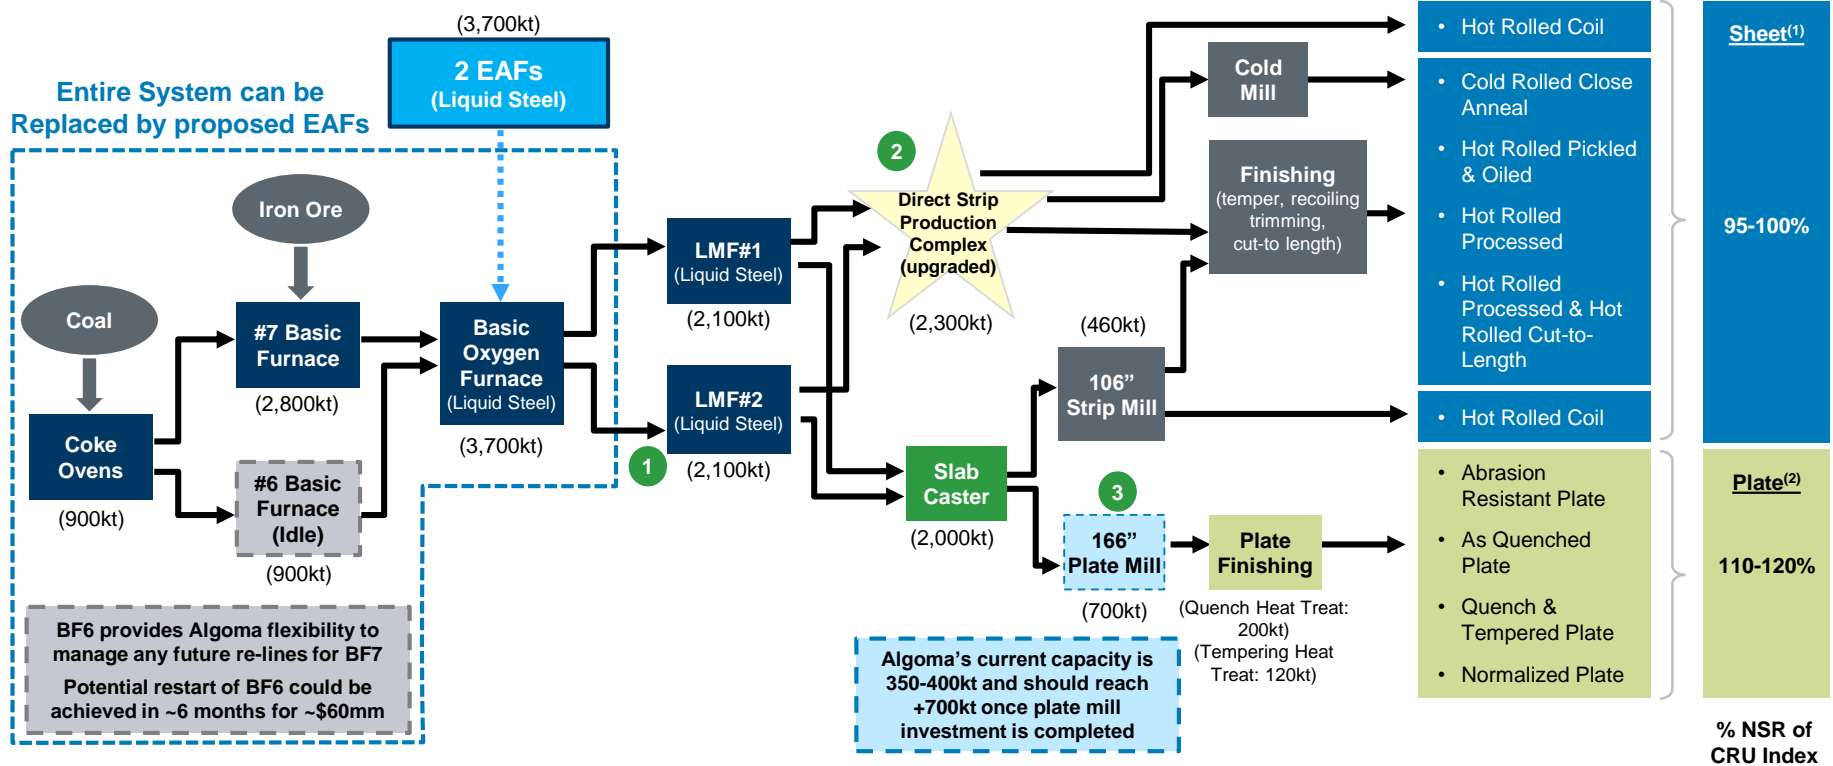 (3,700kt)
2 EAFs
(Liquid Steel)
Entire System can be
Replaced by proposed EAFs
Iron Ore
Coal
#7 Basic
Furnace
(2,800kt)
Coke
Ovens
(900kt)
#6 Basic
Furnace
(Idle)
(900kt)
Basic
Oxygen
Furnace
(Liquid Steel)
(3,700kt)
BF6 provides Algoma flexibility to
manage any future re-lines for BF7
Potential restart of BF6 could be
achieved in ~6 months for ~$60mm
LMF#1
(Liquid Steel)
(2,100kt)
LMF#2
(Liquid Steel)
(2,100kt)
1
2
Direct Strip
Production
Complex
(upgraded)
(2,300kt)
Slab
Caster
(2,000kt)
Cold
Mill
Finishing
(temper, recoiling
trimming,
cut-to length)
(460kt)
106”
Strip Mill
3
166”
Plate Mill
(700kt)
Plate
Finishing
(Quench Heat Treat:
200kt)
(Tempering Heat
Treat: 120kt)
Algoma’s current capacity is
350-400kt and should reach
+700kt once plate mill
investment is completed
• Hot Rolled Coil
• Cold Rolled Close
Anneal
• Hot Rolled Pickled
& Oiled
• Hot Rolled
Processed
• Hot Rolled
Processed & Hot
Rolled Cut-to-
Length
• Hot Rolled Coil
• Abrasion
Resistant Plate
• As Quenched
Plate
• Quench &
Tempered Plate
• Normalized Plate
Sheet(1)
95-100%
Plate(2)
110-120%
% NSR of
CRU Index